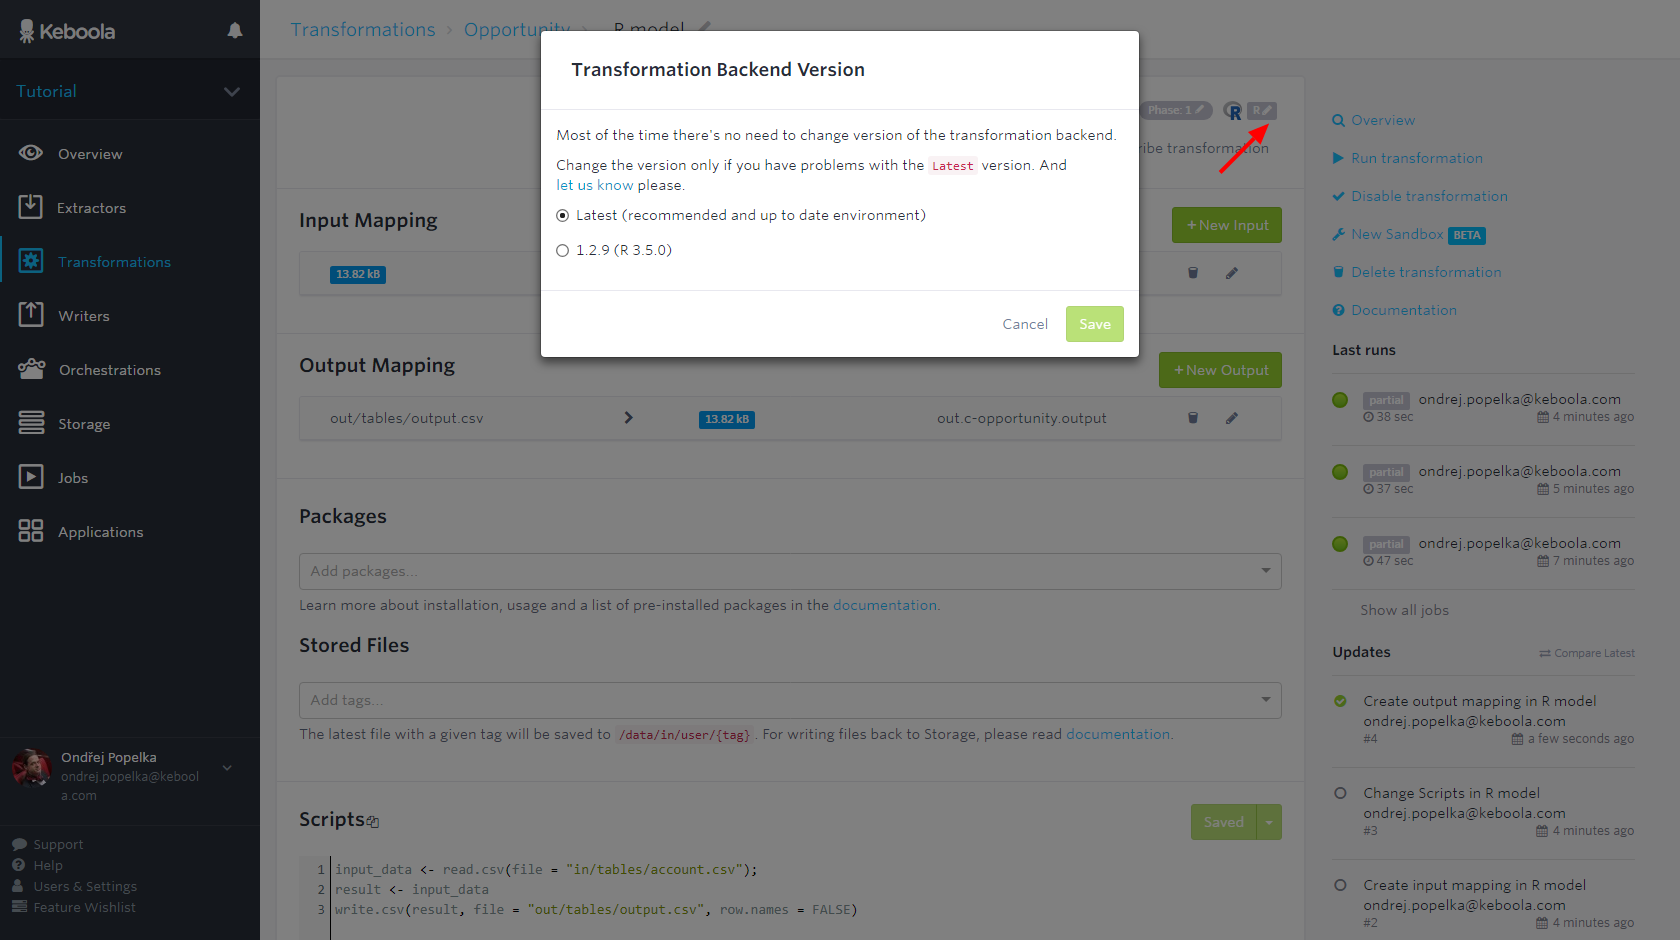 Keboola
Tutorial
Overview
Extractors
Transformations
Writers
Orchestrations
Storage
Jobs
Applications
Ondřej Popelka
ondrej.popelka@kebool
a.com
Support
Help
Users & Settings
Feature Wishlist
Transformations › Opportunity › R model
Transformation Backend Version
Most of the time there's no need to change version of the transformation backend.
Change the version only if you have problems with the Latest version. And
let us know please.
Latest (recommended and up to date environment)
1.2.9 (R 3.5.0)
Cancel
Save
Phase: 1
R
R
ribe transformation
Input Mapping
+ New Input
13.82 kB
Output Mapping
+ New Output
out/tables/output.csv
13.82 kB
out.c-opportunity.output
Packages
Add packages...
Learn more about installation, usage and a list of pre-installed packages in the documentation.
Stored Files
Add tags...
The latest file with a given tag will be saved to /data/in/user/{tag} . For writing files back to Storage, please read documentation.
Scripts
Saved
1 input_data <- read.csv(file = "in/tables/account.csv");
2 result <- input_data
3 write.csv(result, file = "out/tables/output.csv", row.names = FALSE)
Overview
Run transformation
Disable transformation
New Sandbox BETA
Delete transformation
Documentation
Last runs
partial ondrej.popelka@keboola.com
38 sec 4 minutes ago
partial ondrej.popelka@keboola.com
37 sec 5 minutes ago
partial ondrej.popelka@keboola.com
47 sec 7 minutes ago
Show all jobs
Updates
Compare Latest
Create output mapping in R model
ondrej.popelka@keboola.com
#4 a few seconds ago
Change Scripts in R model
ondrej.popelka@keboola.com
#3 4 minutes ago
Create input mapping in R model
ondrej.popelka@keboola.com
#2 4 minutes ago